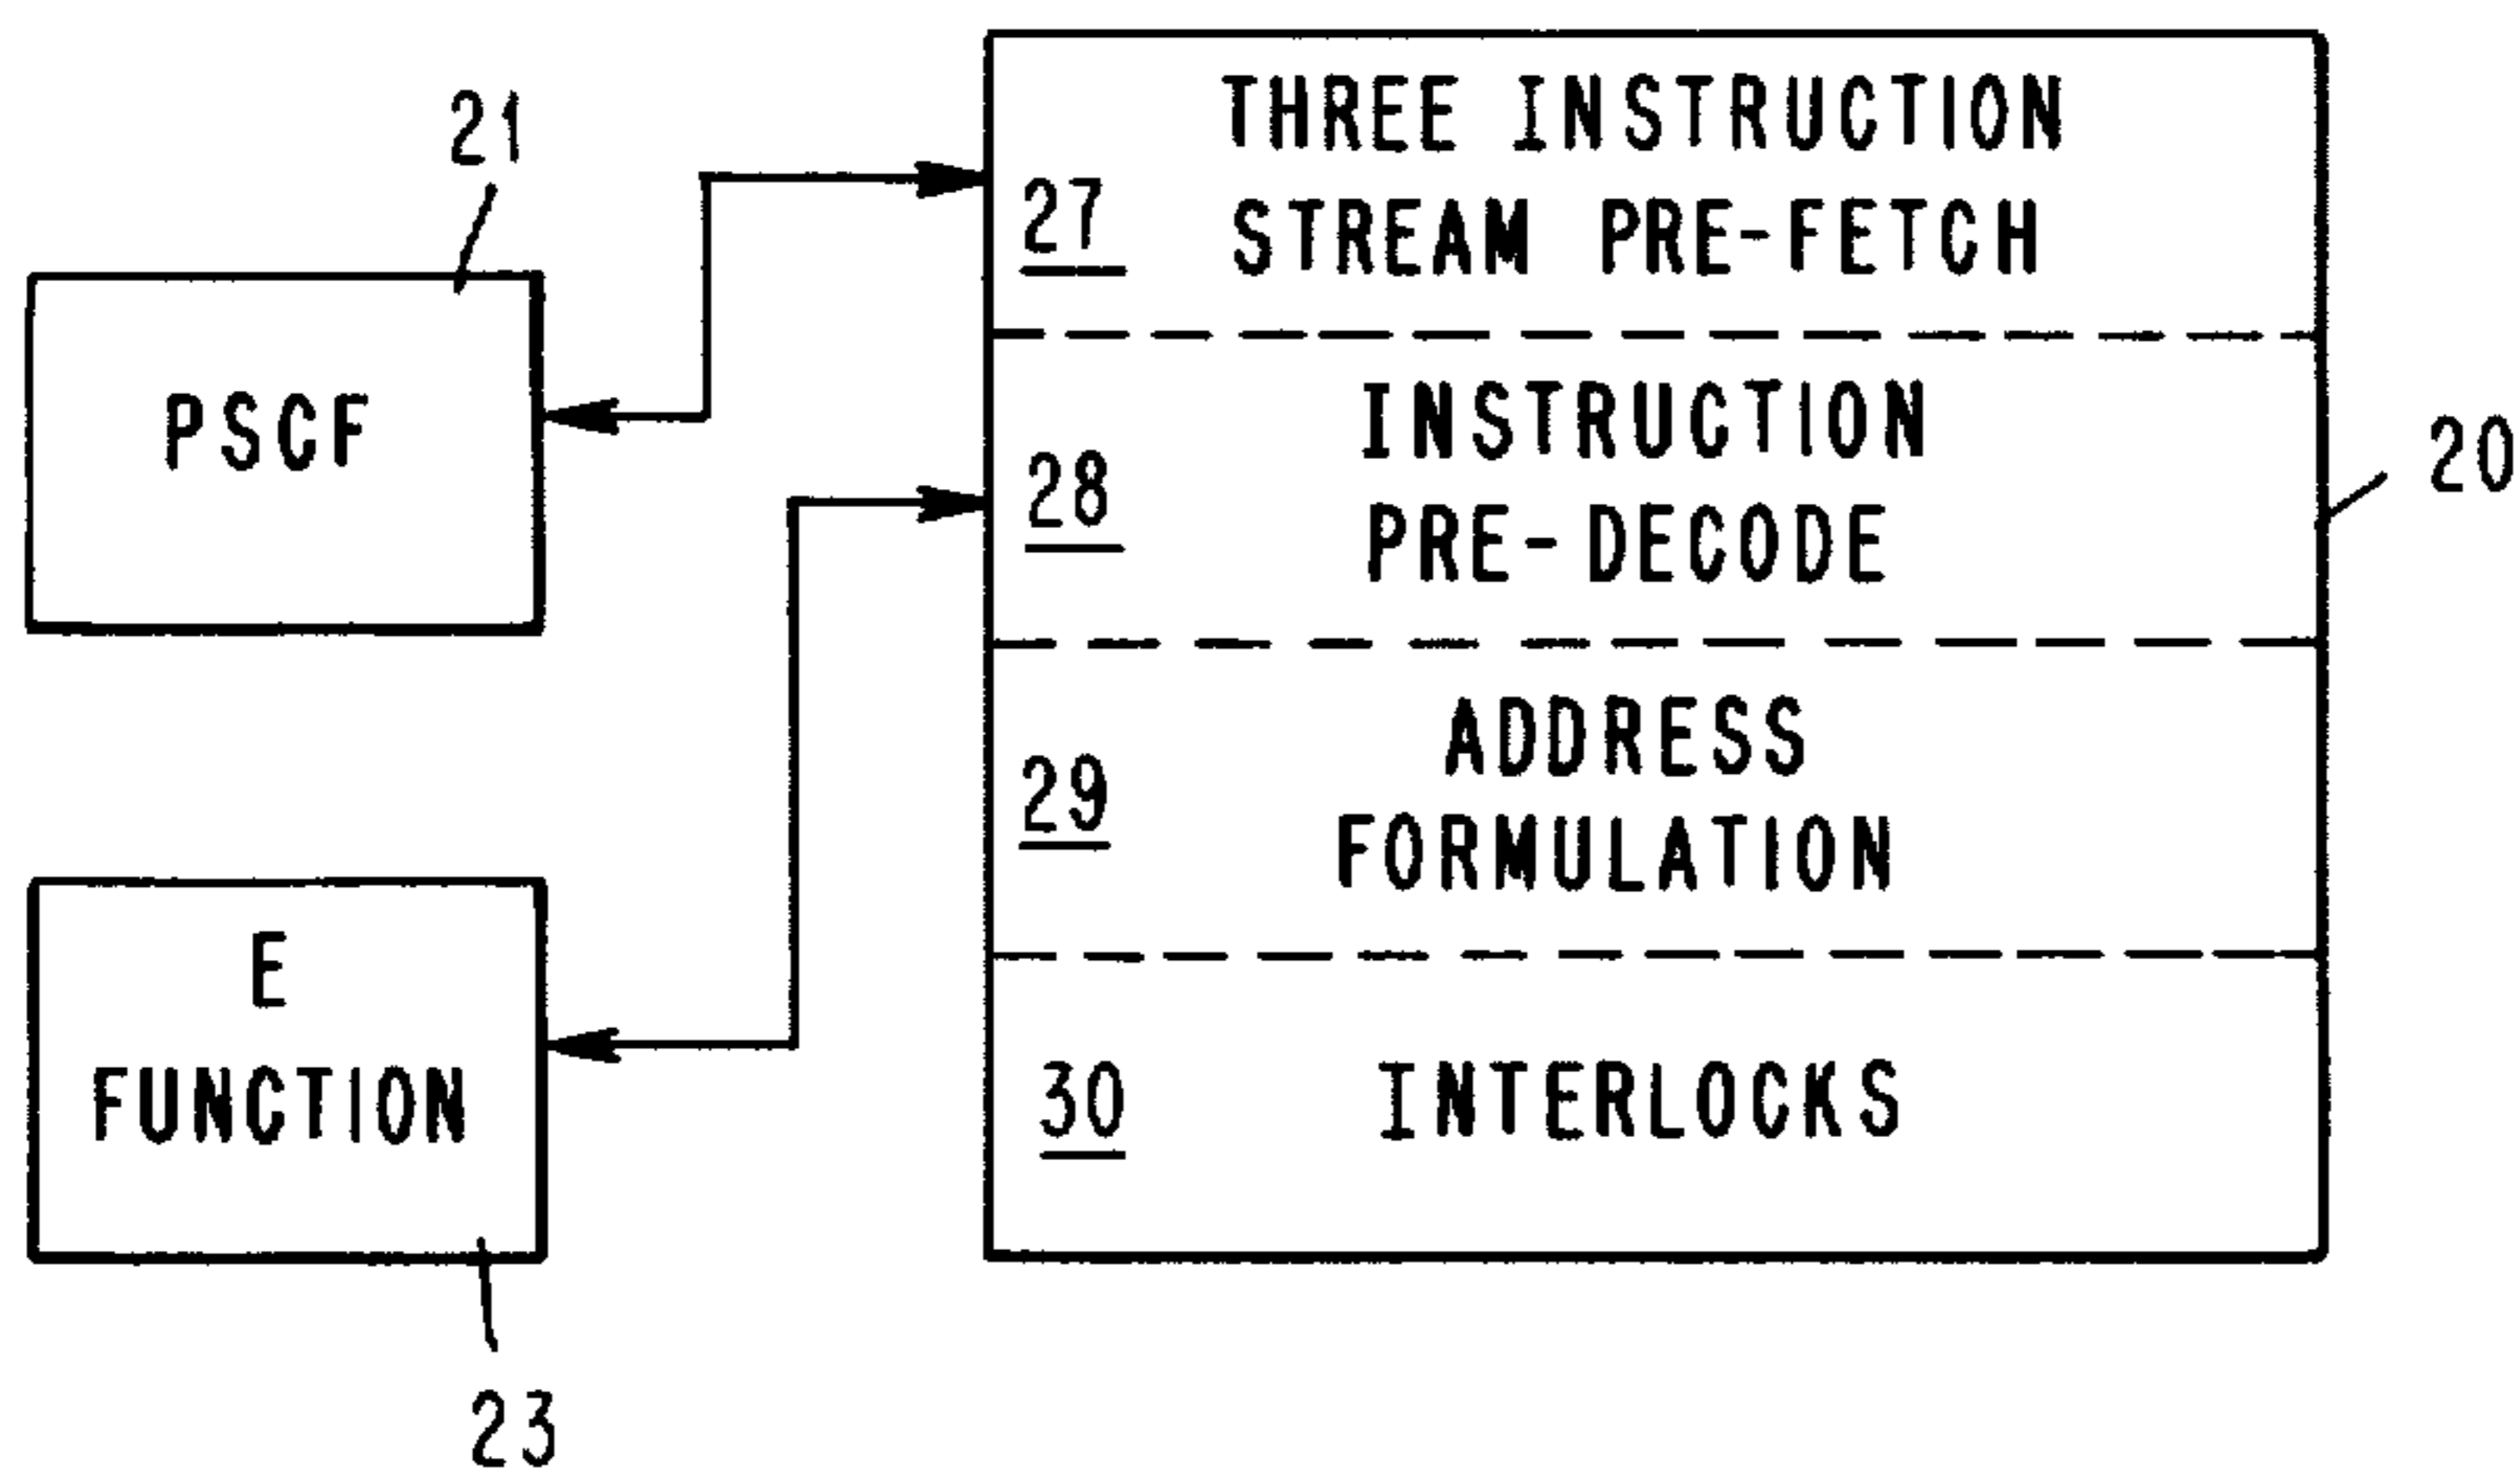 21
PSCF
THREE INSTRUCTION
STREAM PRE-FETCH
27
INSTRUCTION
PRE-DECODE
28
20
ADDRESS
FORMULATION
29
E
FUNCTION
23
INTERLOCKS
30